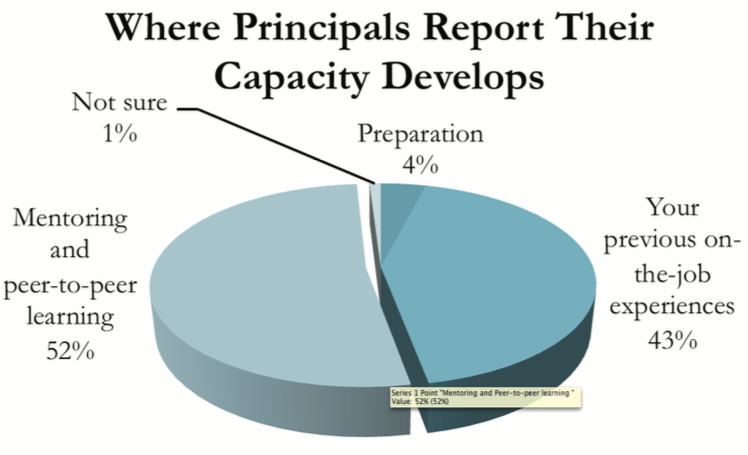 Where Principals Report Their
Capacity Develops
Not sure
1%
Preparation
4%
Mentoring
and
peer-to-peer
learning
52%
Your
previous on-
the-job
experiences
43%
Series 1 Point "Mentoring and Peer-to-peer learning "
Value: 52% (52%)